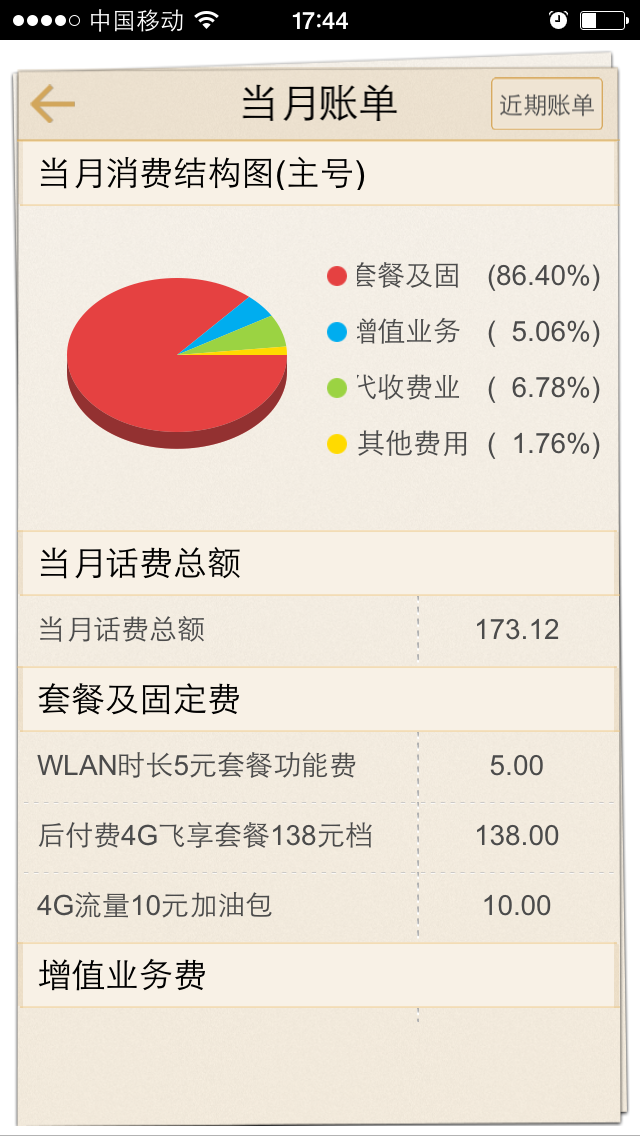 中国移动 17:44
当月账单 近期账单
当月消费结构图(主号)
套餐及固 (86.40%)
增值业务 ( 5.06%)
代收费业 ( 6.78%)
其他费用 ( 1.76%)
当月话费总额
当月话费总额 173.12
套餐及固定费
WLAN时长5元套餐功能费 5.00
后付费4G飞享套餐138元档 138.00
4G流量10元加油包 10.00
增值业务费